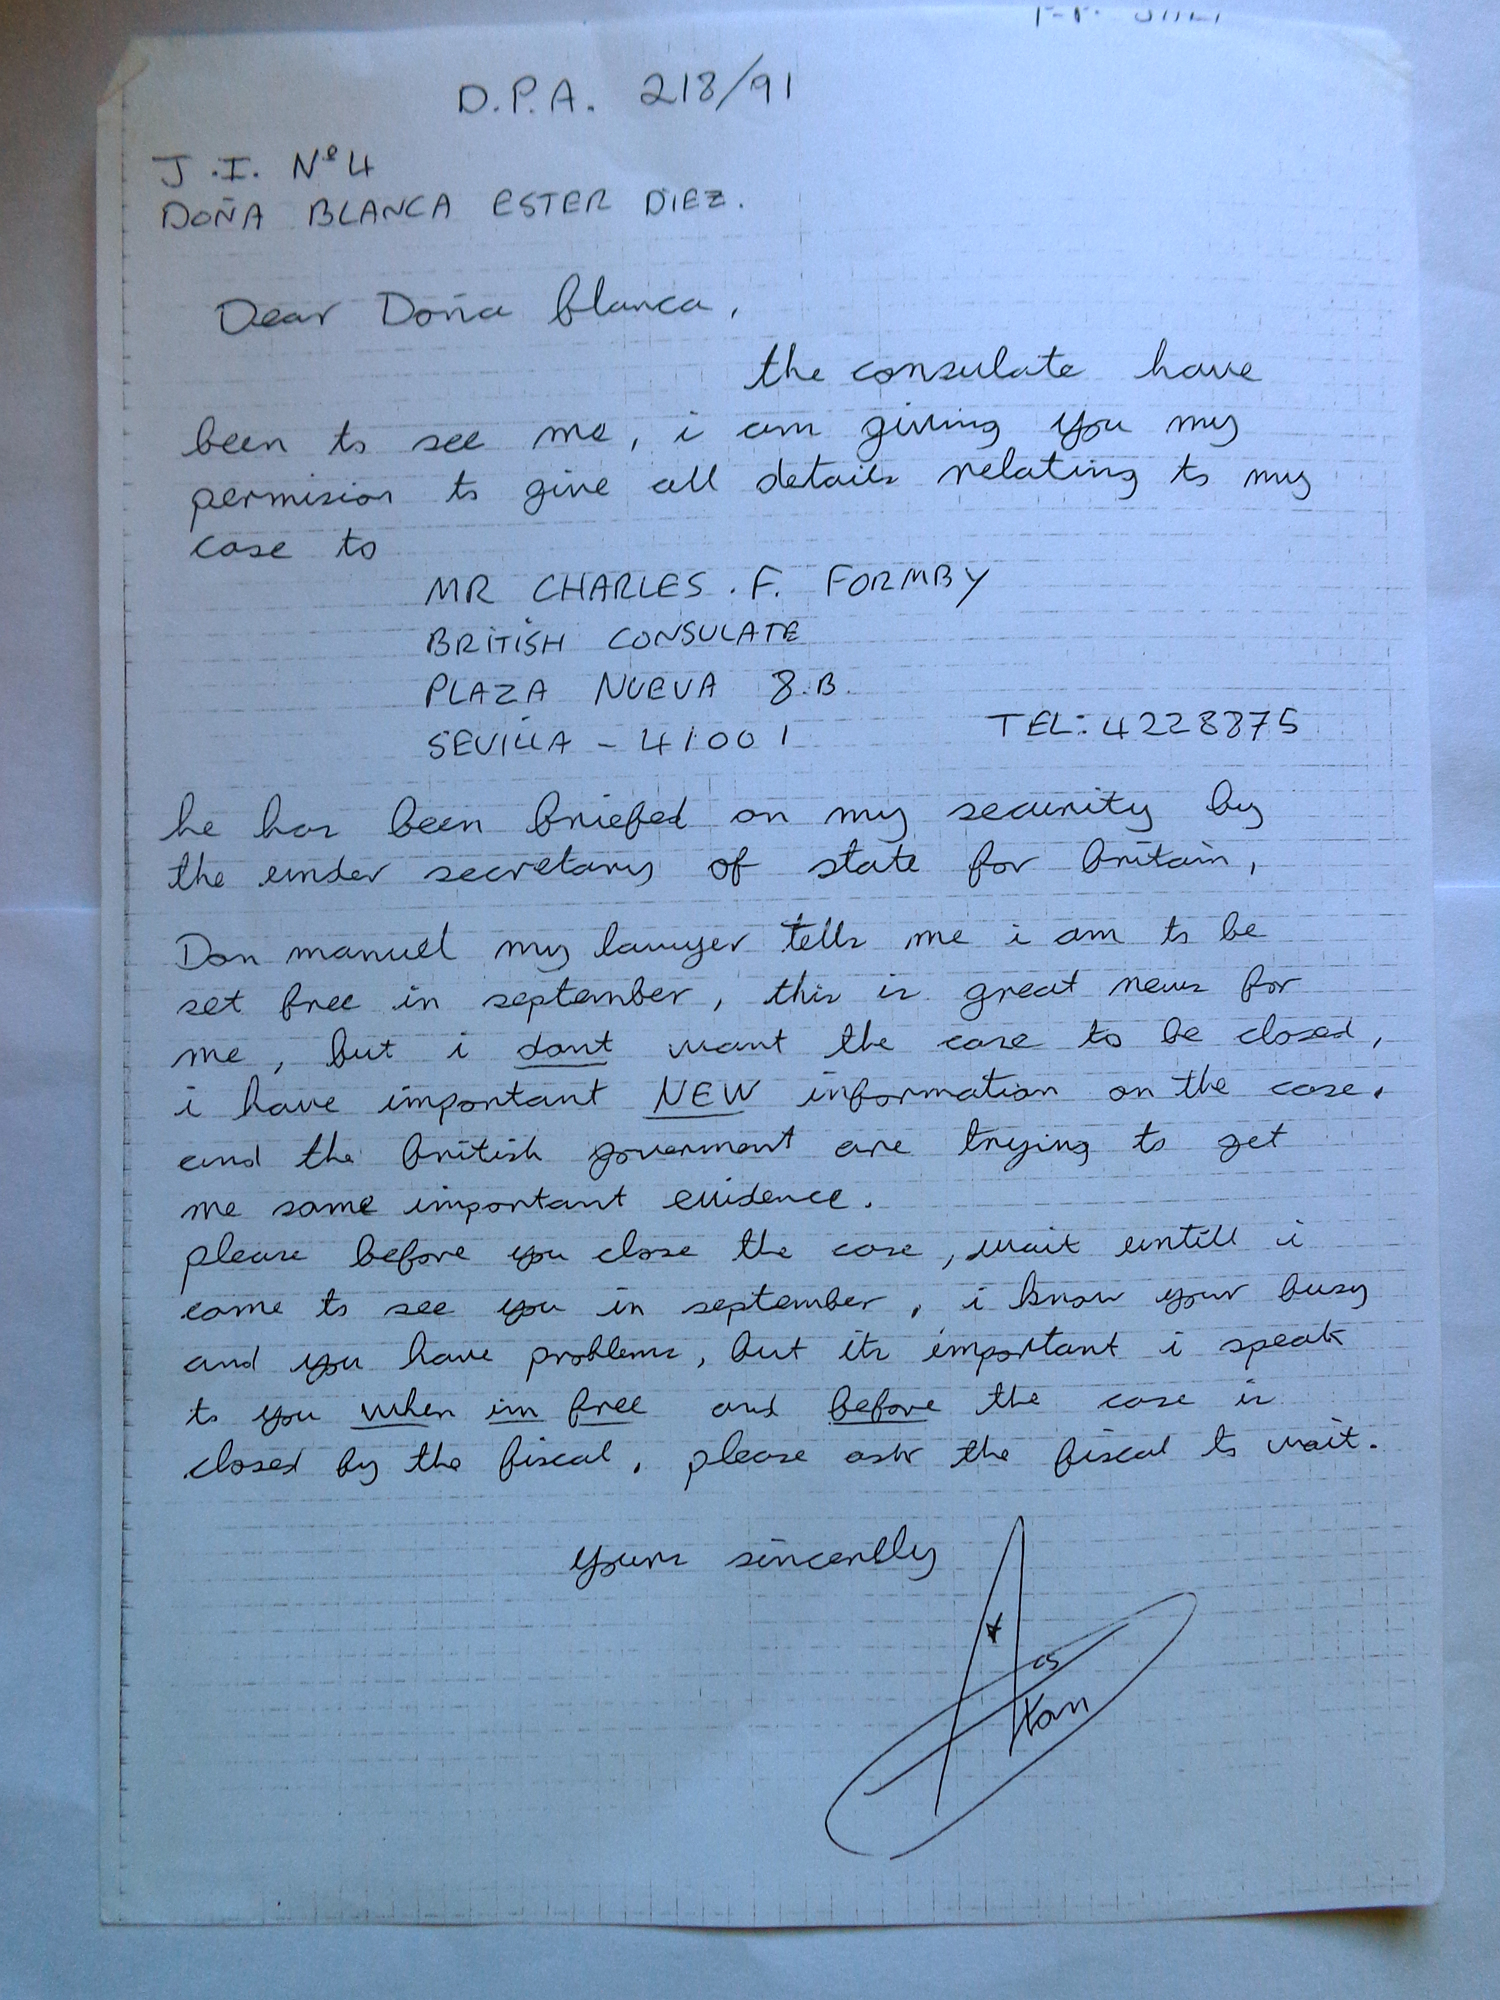 D.P.A. 218/91
J.I. Nº 4
DOÑA BLANCA ESTER DIEZ.
Dear Doña blanca,
the consulate have
been to see me, i am giving you my
permision to give all details relating to my
case to
MR CHARLES. F. FORMBY
BRITISH CONSULATE
PLAZA NUEVA 8.B.
SEVILLA - 41001 TEL: 4228875
he has been briefed on my security by
the under secretary of state for britain,
Don manuel my lawyer tells me i am to be
set free in september, this is great news for
me, but i dont want the case to be closed,
i have important NEW information on the case.
and the british goverment are trying to get
me some important evidence.
please before you close the case, wait untill i
come to see you in september, i know your busy
and you have problems, but its important i speak
to you when im free and before the case is
closed by the fiscal, please ask the fiscal to wait.
yours sincerlly